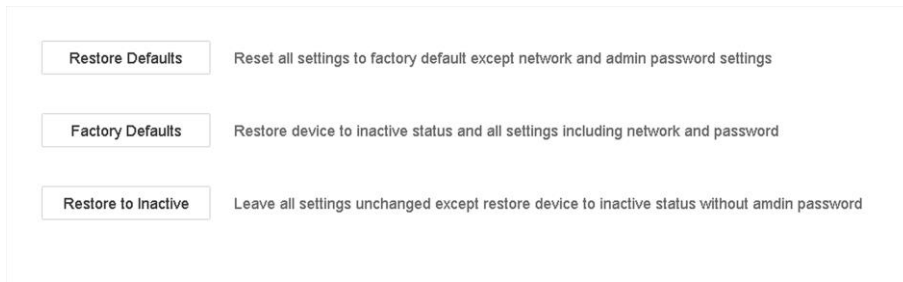 Restore Defaults Reset all settings to factory default except network and admin password settings
Factory Defaults Restore device to inactive status and all settings including network and password
Restore to Inactive Leave all settings unchanged except restore device to inactive status without amdin password